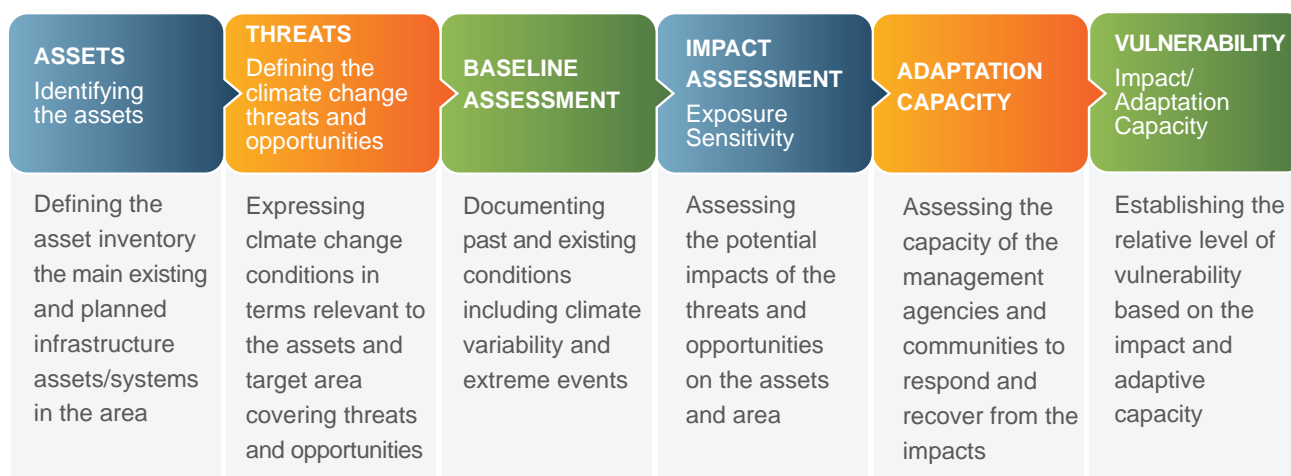 ASSETS
Identifying
the assets
Defining the
asset inventory
the main existing
and planned
infrastructure
assets/systems
in the area
THREATS
Defining the
climate change
threats and
opportunities
Expressing
clmate change
conditions in
terms relevant to
the assets and
target area
covering threats
and opportunities
BASELINE
ASSESSMENT
Documenting
past and existing
conditions
including climate
variability and
extreme events
IMPACT
ASSESSMENT
Exposure
Sensitivity
Assessing
the potential
impacts of the
threats and
opportunities
on the assets
and area
ADAPTATION
CAPACITY
Assessing the
capacity of the
management
agencies and
communities to
respond and
recover from the
impacts
VULNERABILITY
Impact/
Adaptation
Capacity
Establishing the
relative level of
vulnerability
based on the
impact and
adaptive
capacity